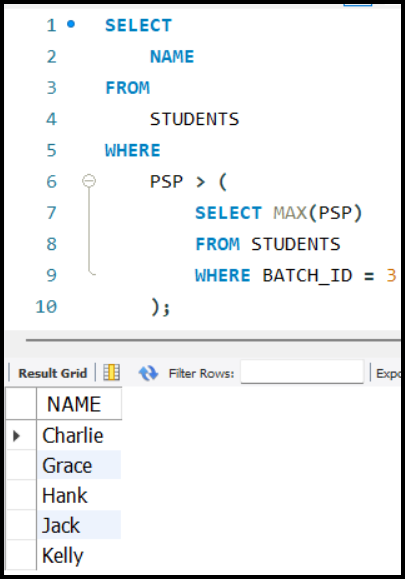 1 SELECT
2 NAME
3 FROM
4 STUDENTS
5 WHERE
6 PSP > (
7 SELECT MAX(PSP)
8 FROM STUDENTS
9 WHERE BATCH_ID = 3
10 );
Result Grid Filter Rows: Expo
NAME
Charlie
Grace
Hank
Jack
Kelly